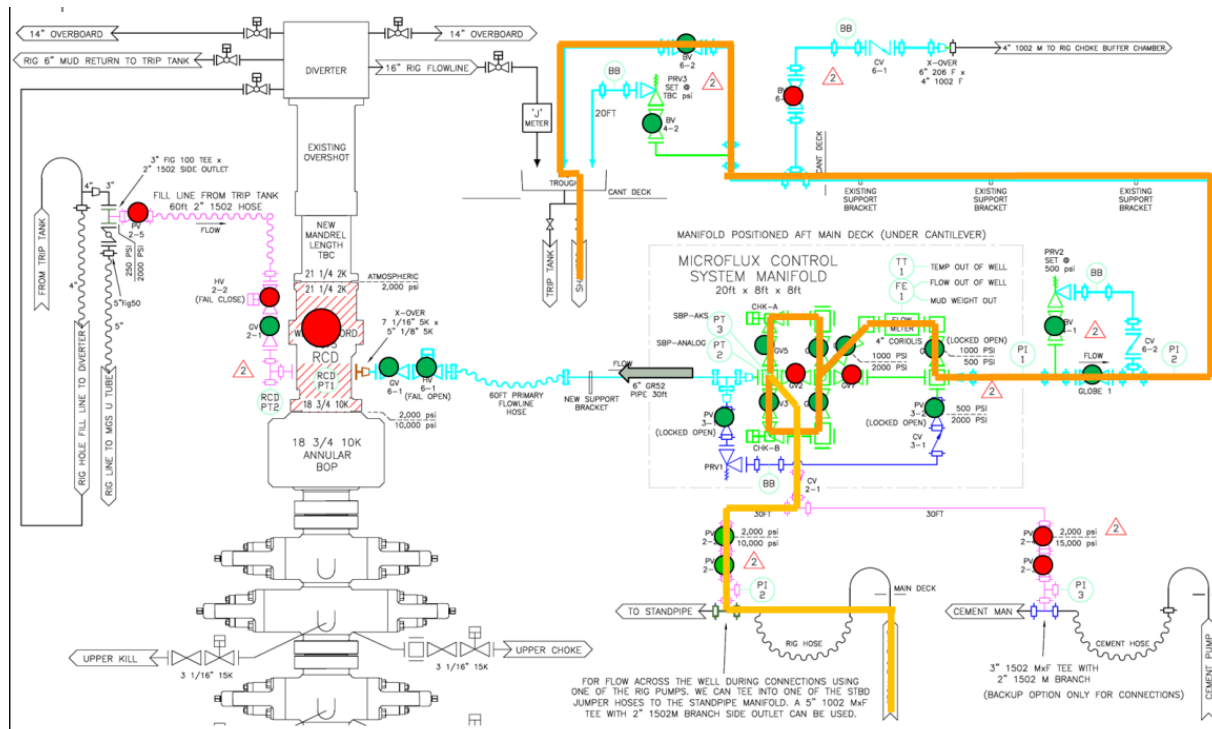 14" OVERBOARD
14" OVERBOARD
RIG 6" MUD RETURN TO TRIP TANK
DIVERTER
16" RIG FLOWLINE
'J'
METER
EXISTING
OVERSHOT
3" FIG 100 TEE x
2" 1502 SIDE OUTLET
4"
3"
FILL LINE FROM TRIP TANK
60ft 2" 1502 HOSE
FLOW
PV
2-5
250 PSI
2000 PSI
FROM TRIP TANK
4"
5"Fig50
5"
RIG HOLE FILL LINE TO DIVERTER
RIG LINE TO MGS U TUBE
HV
2-2
(FAIL CLOSE)
GV
2-1
2
RCD
PT2
NEW
MANDREL
LENGTH
TBC
21 1/4 2K
21 1/4 2K
ATMOSPHERIC
2,000 psi
RCD
RCD
PT1
X-OVER
7 1/16" 5K x
5" 1/8" 5K
GV
6-1
HV
6-1
(FAIL OPEN)
18 3/4 10K
2,000 psi
10,000 psi
18 3/4 10K
ANNULAR
BOP
60FT PRIMARY
FLOWLINE
HOSE
NEW SUPPORT
BRACKET
FLOW
6" GR52
PIPE 30ft
UPPER KILL
3 1/16" 15K
3 1/16" 15K
UPPER CHOKE
BV
6-2
BB
PRV3
SET @
TBC psi
2
20FT
BV
4-2
TROUGH
CANT DECK
TRIP TANK
BB
CV
6-1
2
X-OVER
6" 206 F x
4" 1002 F
4" 1002 M TO RIG CHOKE BUFFER CHAMBER
CANT DECK
EXISTING
SUPPORT
BRACKET
EXISTING
SUPPORT
BRACKET
EXISTING
SUPPORT
BRACKET
MANIFOLD POSITIONED AFT MAIN DECK (UNDER CANTILEVER)
MICROFLUX CONTROL
SYSTEM MANIFOLD
20ft x 8ft x 8ft
TT
1
TEMP OUT OF WELL
FE
1
FLOW OUT OF WELL
MUD WEIGHT OUT
CHK-A
SBP-AKS
PT
3
SBP-ANALOG
PT
2
GV5
GV2
FLOW
METER
4" CORIOLIS
(LOCKED OPEN)
1000 PSI
2000 PSI
1000 PSI
500 PSI
PV
(LOCKED OPEN)
CHK-B
PRV1
PV
3-2
(LOCKED OPEN)
500 PSI
2000 PSI
CV
3-1
BB
CV
2-1
PRV2
SET @
500 psi
BB
2
PI
1
FLOW
GLOBE 1
CV
6-2
PI
2
2
30FT
30FT
PV
2,000 psi
10,000 psi
PV
2
PI
2
PV
2,000 psi
15,000 psi
PV
2
PI
3
MAIN
DECK
TO STANDPIPE
RIG HOSE
CEMENT MAN
CEMENT HOSE
CEMENT PUMP
FOR FLOW ACROSS THE WELL DURING CONNECTIONS USING
ONE OF THE RIG PUMPS. WE CAN TEE INTO ONE OF THE STBD
JUMPER HOSES TO THE STANDPIPE MANIFOLD. A 5" 1002 MxF
TEE WITH 2" 1502M BRANCH SIDE OUTLET CAN BE USED.
3" 1502 MxF TEE WITH
2" 1502 M BRANCH
(BACKUP OPTION ONLY FOR CONNECTIONS)